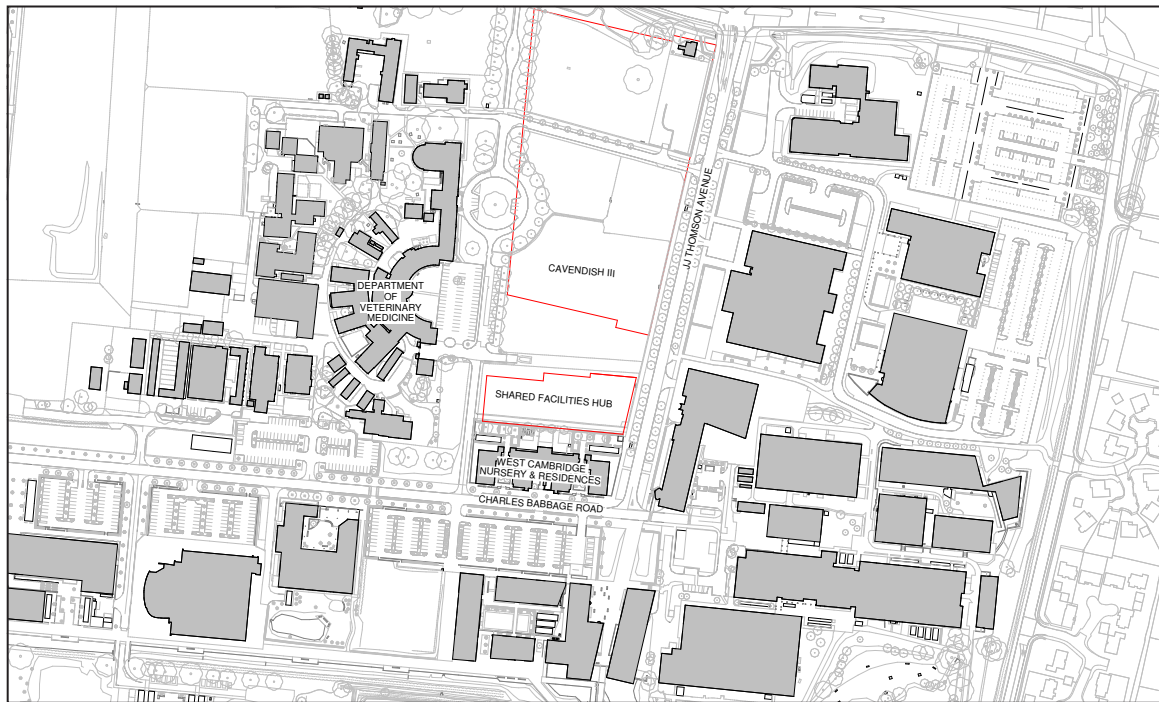 JJ THOMSON AVENUE
CAVENDISH III
DEPARTMENT
OF
VETERINARY
MEDICINE
SHARED FACILITIES HUB
WEST CAMBRIDGE
NURSERY & RESIDENCES
CHARLES BABBAGE ROAD